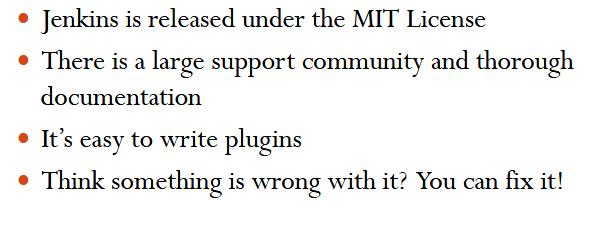 • Jenkins is released under the MIT License
• There is a large support community and thorough
documentation
• It’s easy to write plugins
• Think something is wrong with it? You can fix it!